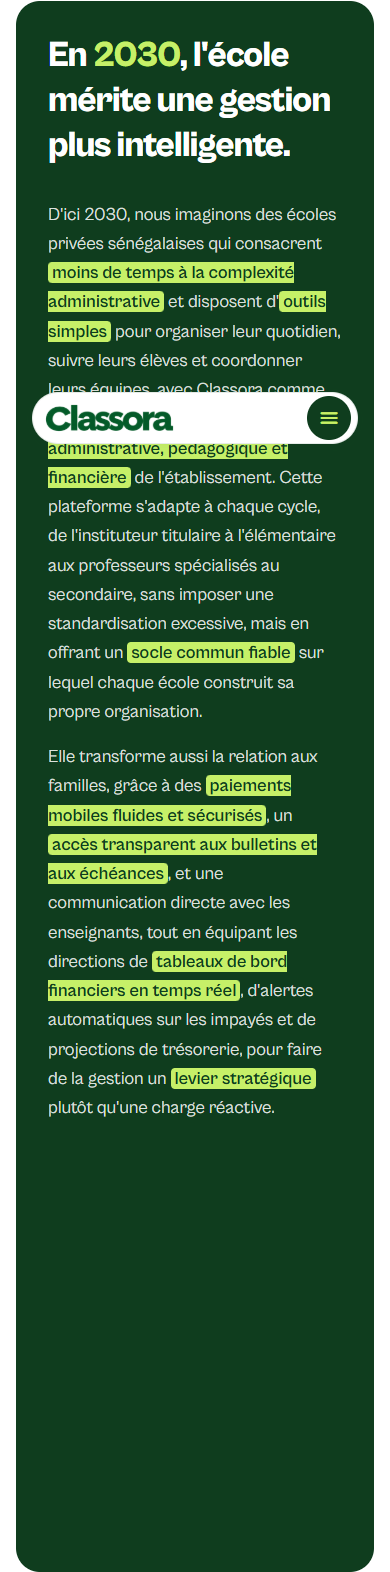 En 2030, l'école
mérite une gestion
plus intelligente.
D'ici 2030, nous imaginons des écoles
privées sénégalaises qui consacrent
moins de temps à la complexité
administrative et disposent d'outils
simples pour organiser leur quotidien,
suivre leurs élèves et coordonner
leurs équipes, avec Classora comme
Classora
administrative, pédagogique et
financière de l'établissement. Cette
plateforme s'adapte à chaque cycle,
de l'instituteur titulaire à l'élémentaire
aux professeurs spécialisés au
secondaire, sans imposer une
standardisation excessive, mais en
offrant un socle commun fiable sur
lequel chaque école construit sa
propre organisation.
Elle transforme aussi la relation aux
familles, grâce à des paiements
mobiles fluides et sécurisés, un
accès transparent aux bulletins et
aux échéances, et une
communication directe avec les
enseignants, tout en équipant les
directions de tableaux de bord
financiers en temps réel, d'alertes
automatiques sur les impayés et de
projections de trésorerie, pour faire
de la gestion un levier stratégique
plutôt qu'une charge réactive.